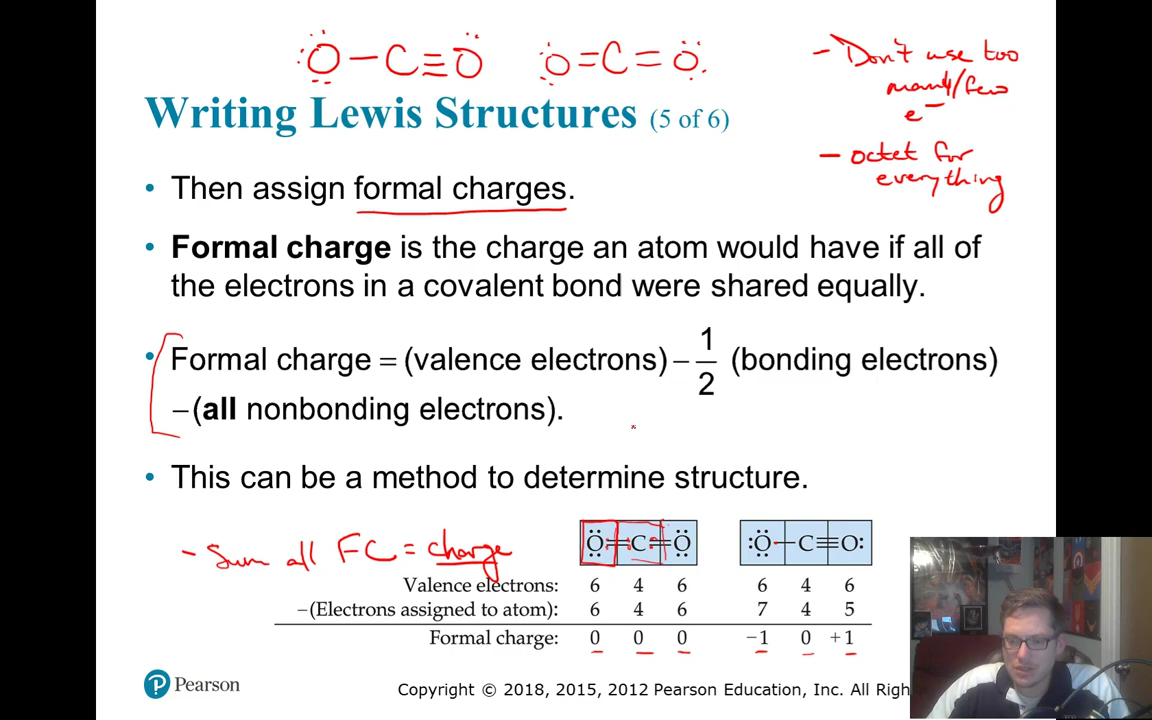 O − C ≡ O   O = C = O
- Don't use too
many/few
e⁻
- octet for
everything
Writing Lewis Structures (5 of 6)
• Then assign formal charges.
• Formal charge is the charge an atom would have if all of
the electrons in a covalent bond were shared equally.
• Formal charge = (valence electrons) − 1/2 (bonding electrons)
−(all nonbonding electrons).
• This can be a method to determine structure.
- Sum all FC = charge
:Ö=C=Ö: :Ö−C≡O:
Valence electrons: 6 4 6 6 4 6
−(Electrons assigned to atom): 6 4 6 7 4 5
Formal charge: 0 0 0 −1 0 +1
P Pearson
Copyright © 2018, 2015, 2012 Pearson Education, Inc. All Righ